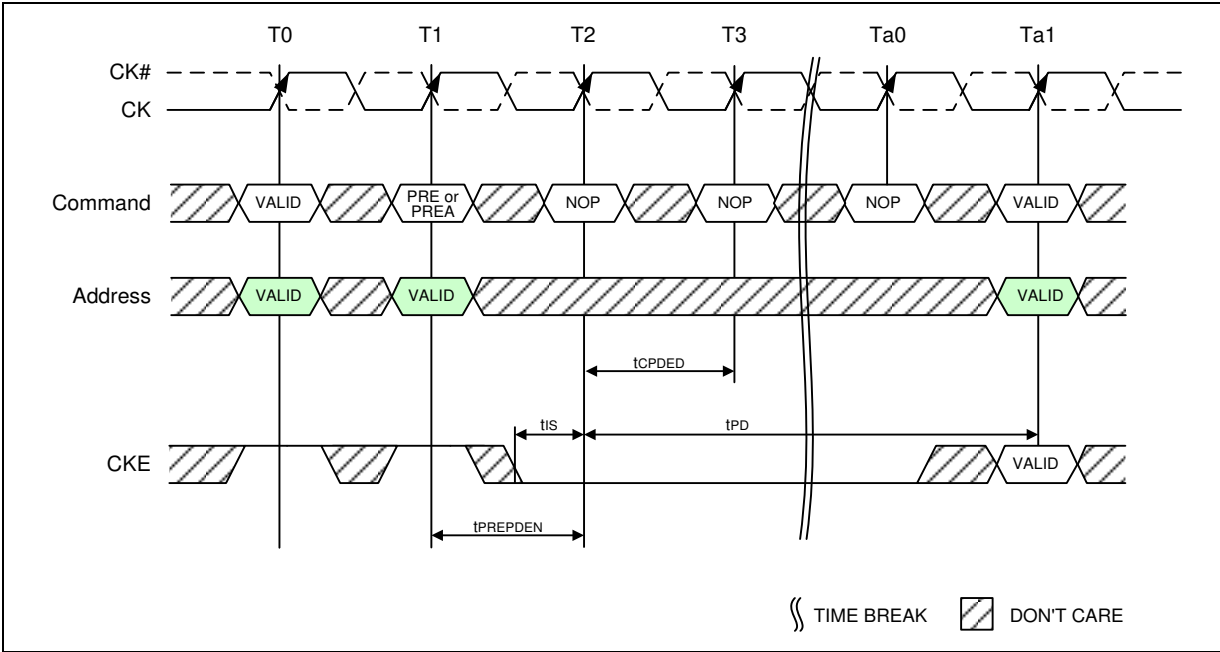 T0 T1 T2 T3 Ta0 Ta1
CK#
CK
Command VALID PRE or PREA NOP NOP NOP VALID
Address VALID VALID VALID
tCPDED
tIS tPD
CKE VALID
tPREPDEN
TIME BREAK DON'T CARE